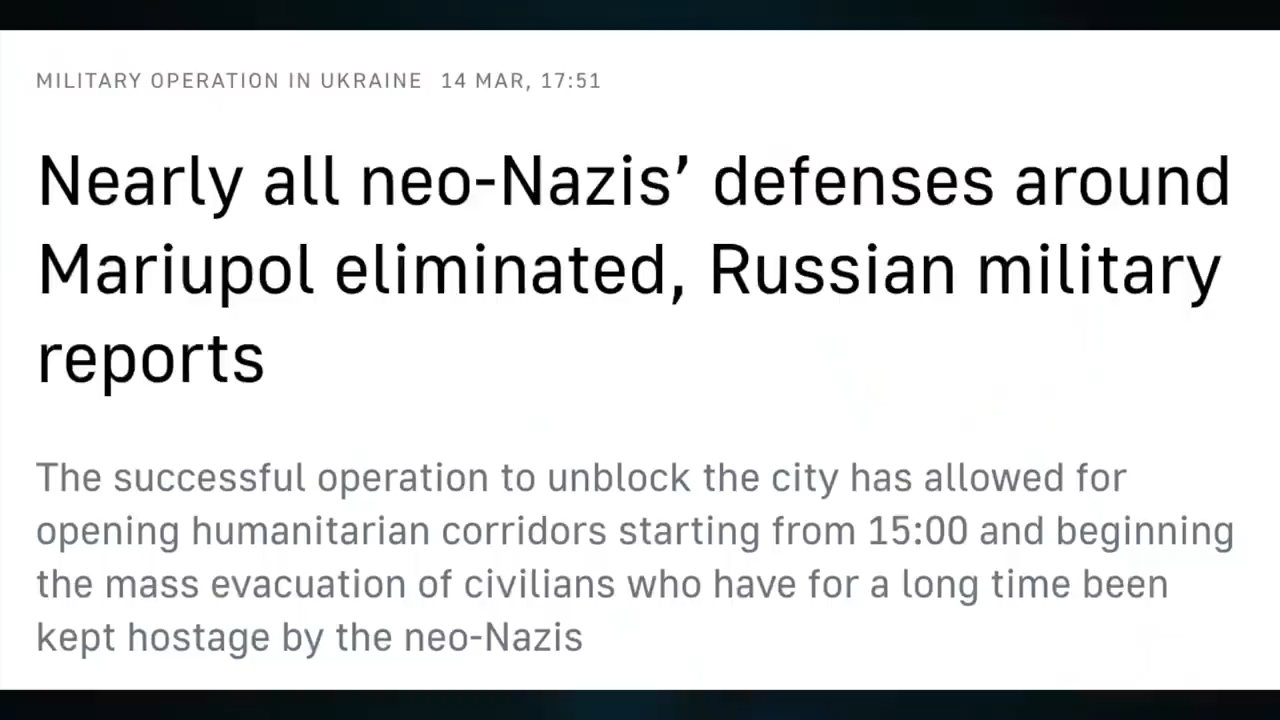 MILITARY OPERATION IN UKRAINE 14 MAR, 17:51
Nearly all neo-Nazis’ defenses around
Mariupol eliminated, Russian military
reports
The successful operation to unblock the city has allowed for
opening humanitarian corridors starting from 15:00 and beginning
the mass evacuation of civilians who have for a long time been
kept hostage by the neo-Nazis